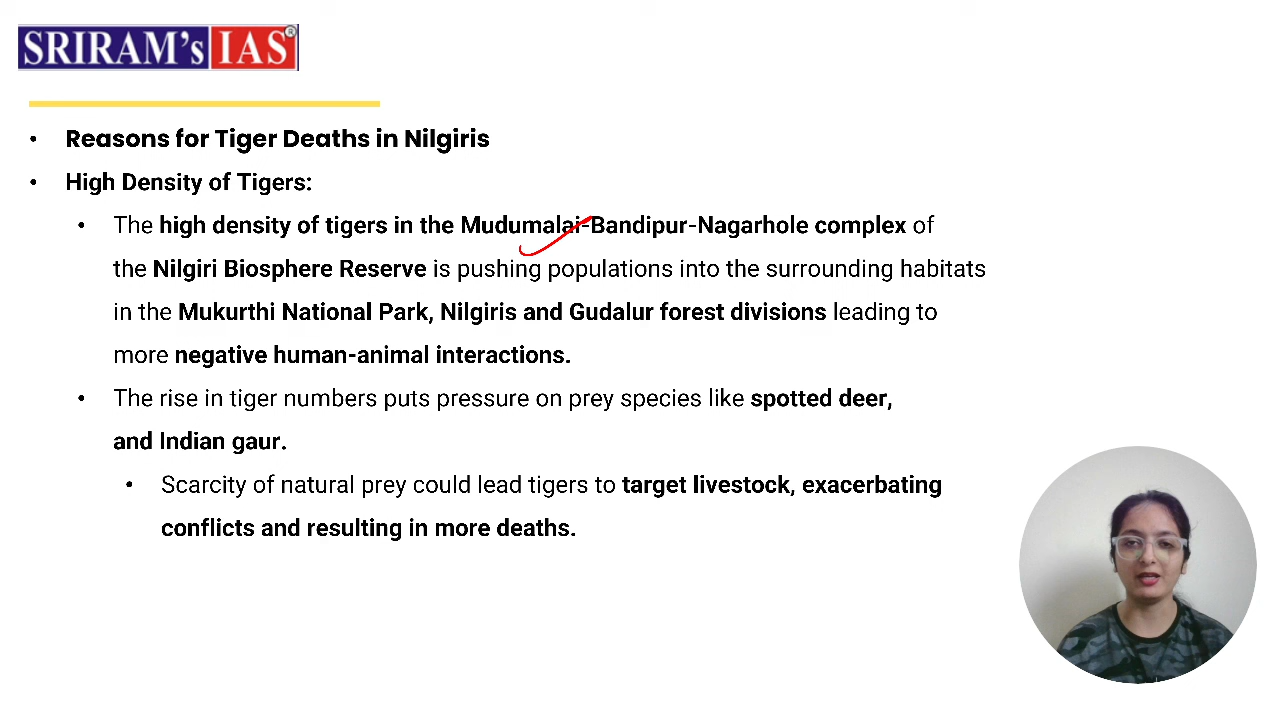 SRIRAM's IAS®
• Reasons for Tiger Deaths in Nilgiris
• High Density of Tigers:
• The high density of tigers in the Mudumalai-Bandipur-Nagarhole complex of
the Nilgiri Biosphere Reserve is pushing populations into the surrounding habitats
in the Mukurthi National Park, Nilgiris and Gudalur forest divisions leading to
more negative human-animal interactions.
• The rise in tiger numbers puts pressure on prey species like spotted deer,
and Indian gaur.
• Scarcity of natural prey could lead tigers to target livestock, exacerbating
conflicts and resulting in more deaths.